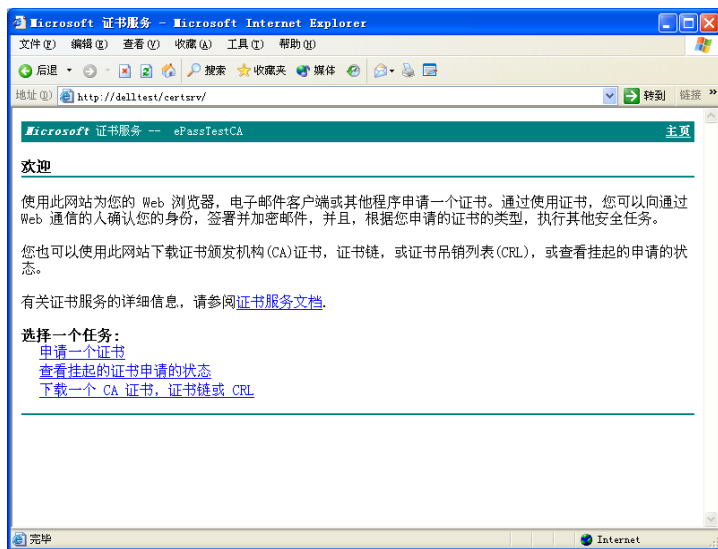 Microsoft 证书服务 - Microsoft Internet Explorer
文件(F) 编辑(E) 查看(V) 收藏(A) 工具(T) 帮助(H)
后退 搜索 收藏夹 媒体
地址(D) http://delltest/certsrv/ 转到 链接 »
Microsoft 证书服务 -- ePassTestCA 主页
欢迎
使用此网站为您的 Web 浏览器，电子邮件客户端或其他程序申请一个证书。通过使用证书，您可以向通过
Web 通信的人确认您的身份，签署并加密邮件，并且，根据您申请的证书的类型，执行其他安全任务。
您也可以使用此网站下载证书颁发机构(CA)证书，证书链，或证书吊销列表(CRL)，或查看挂起的申请的状
态。
有关证书服务的详细信息，请参阅证书服务文档.
选择一个任务:
申请一个证书
查看挂起的证书申请的状态
下载一个 CA 证书，证书链或 CRL
完毕 Internet